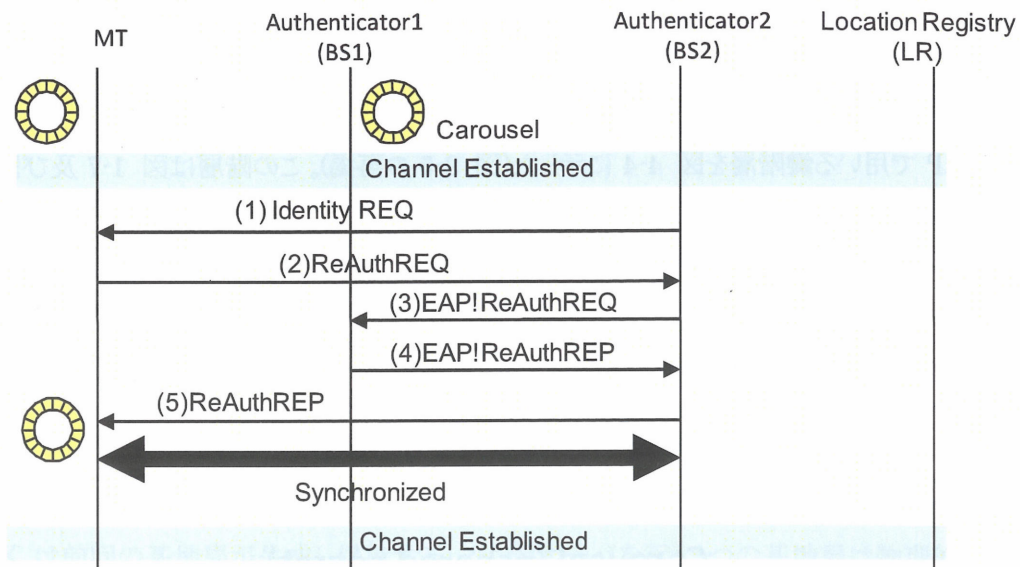 MT
Authenticator1
(BS1)
Authenticator2
(BS2)
Location Registry
(LR)
Carousel
Channel Established
(1) Identity REQ
(2)ReAuthREQ
(3)EAP!ReAuthREQ
(4)EAP!ReAuthREP
(5)ReAuthREP
Synchronized
Channel Established